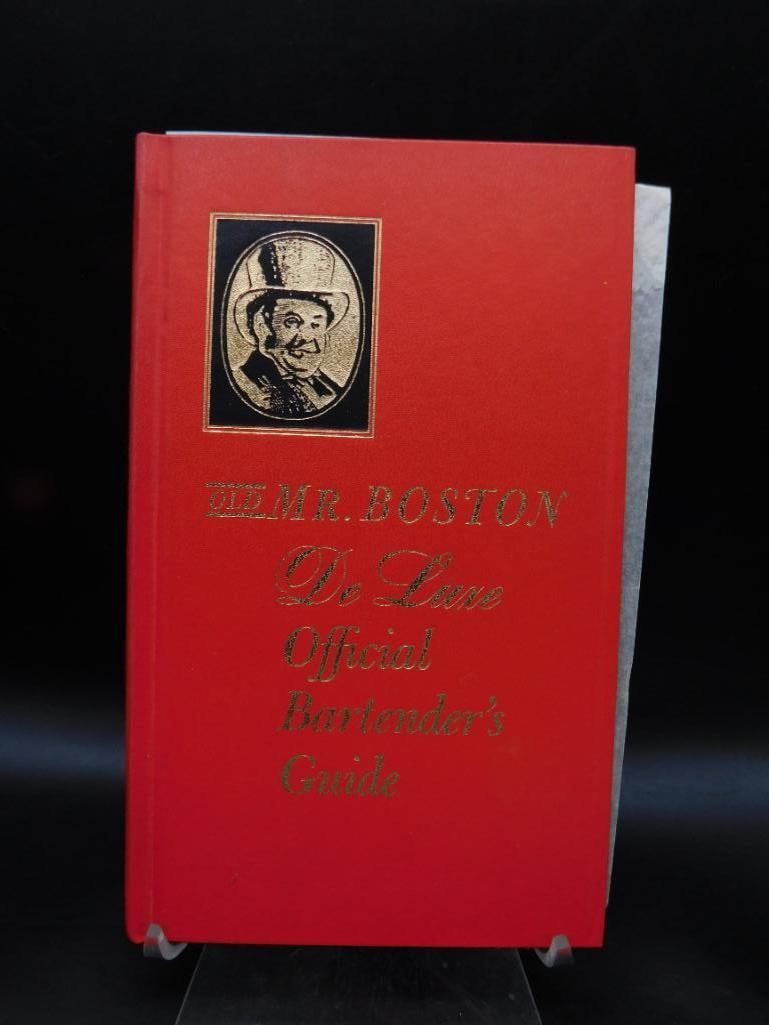 OLD MR. BOSTON
De Luxe
Official
Bartender's
Guide